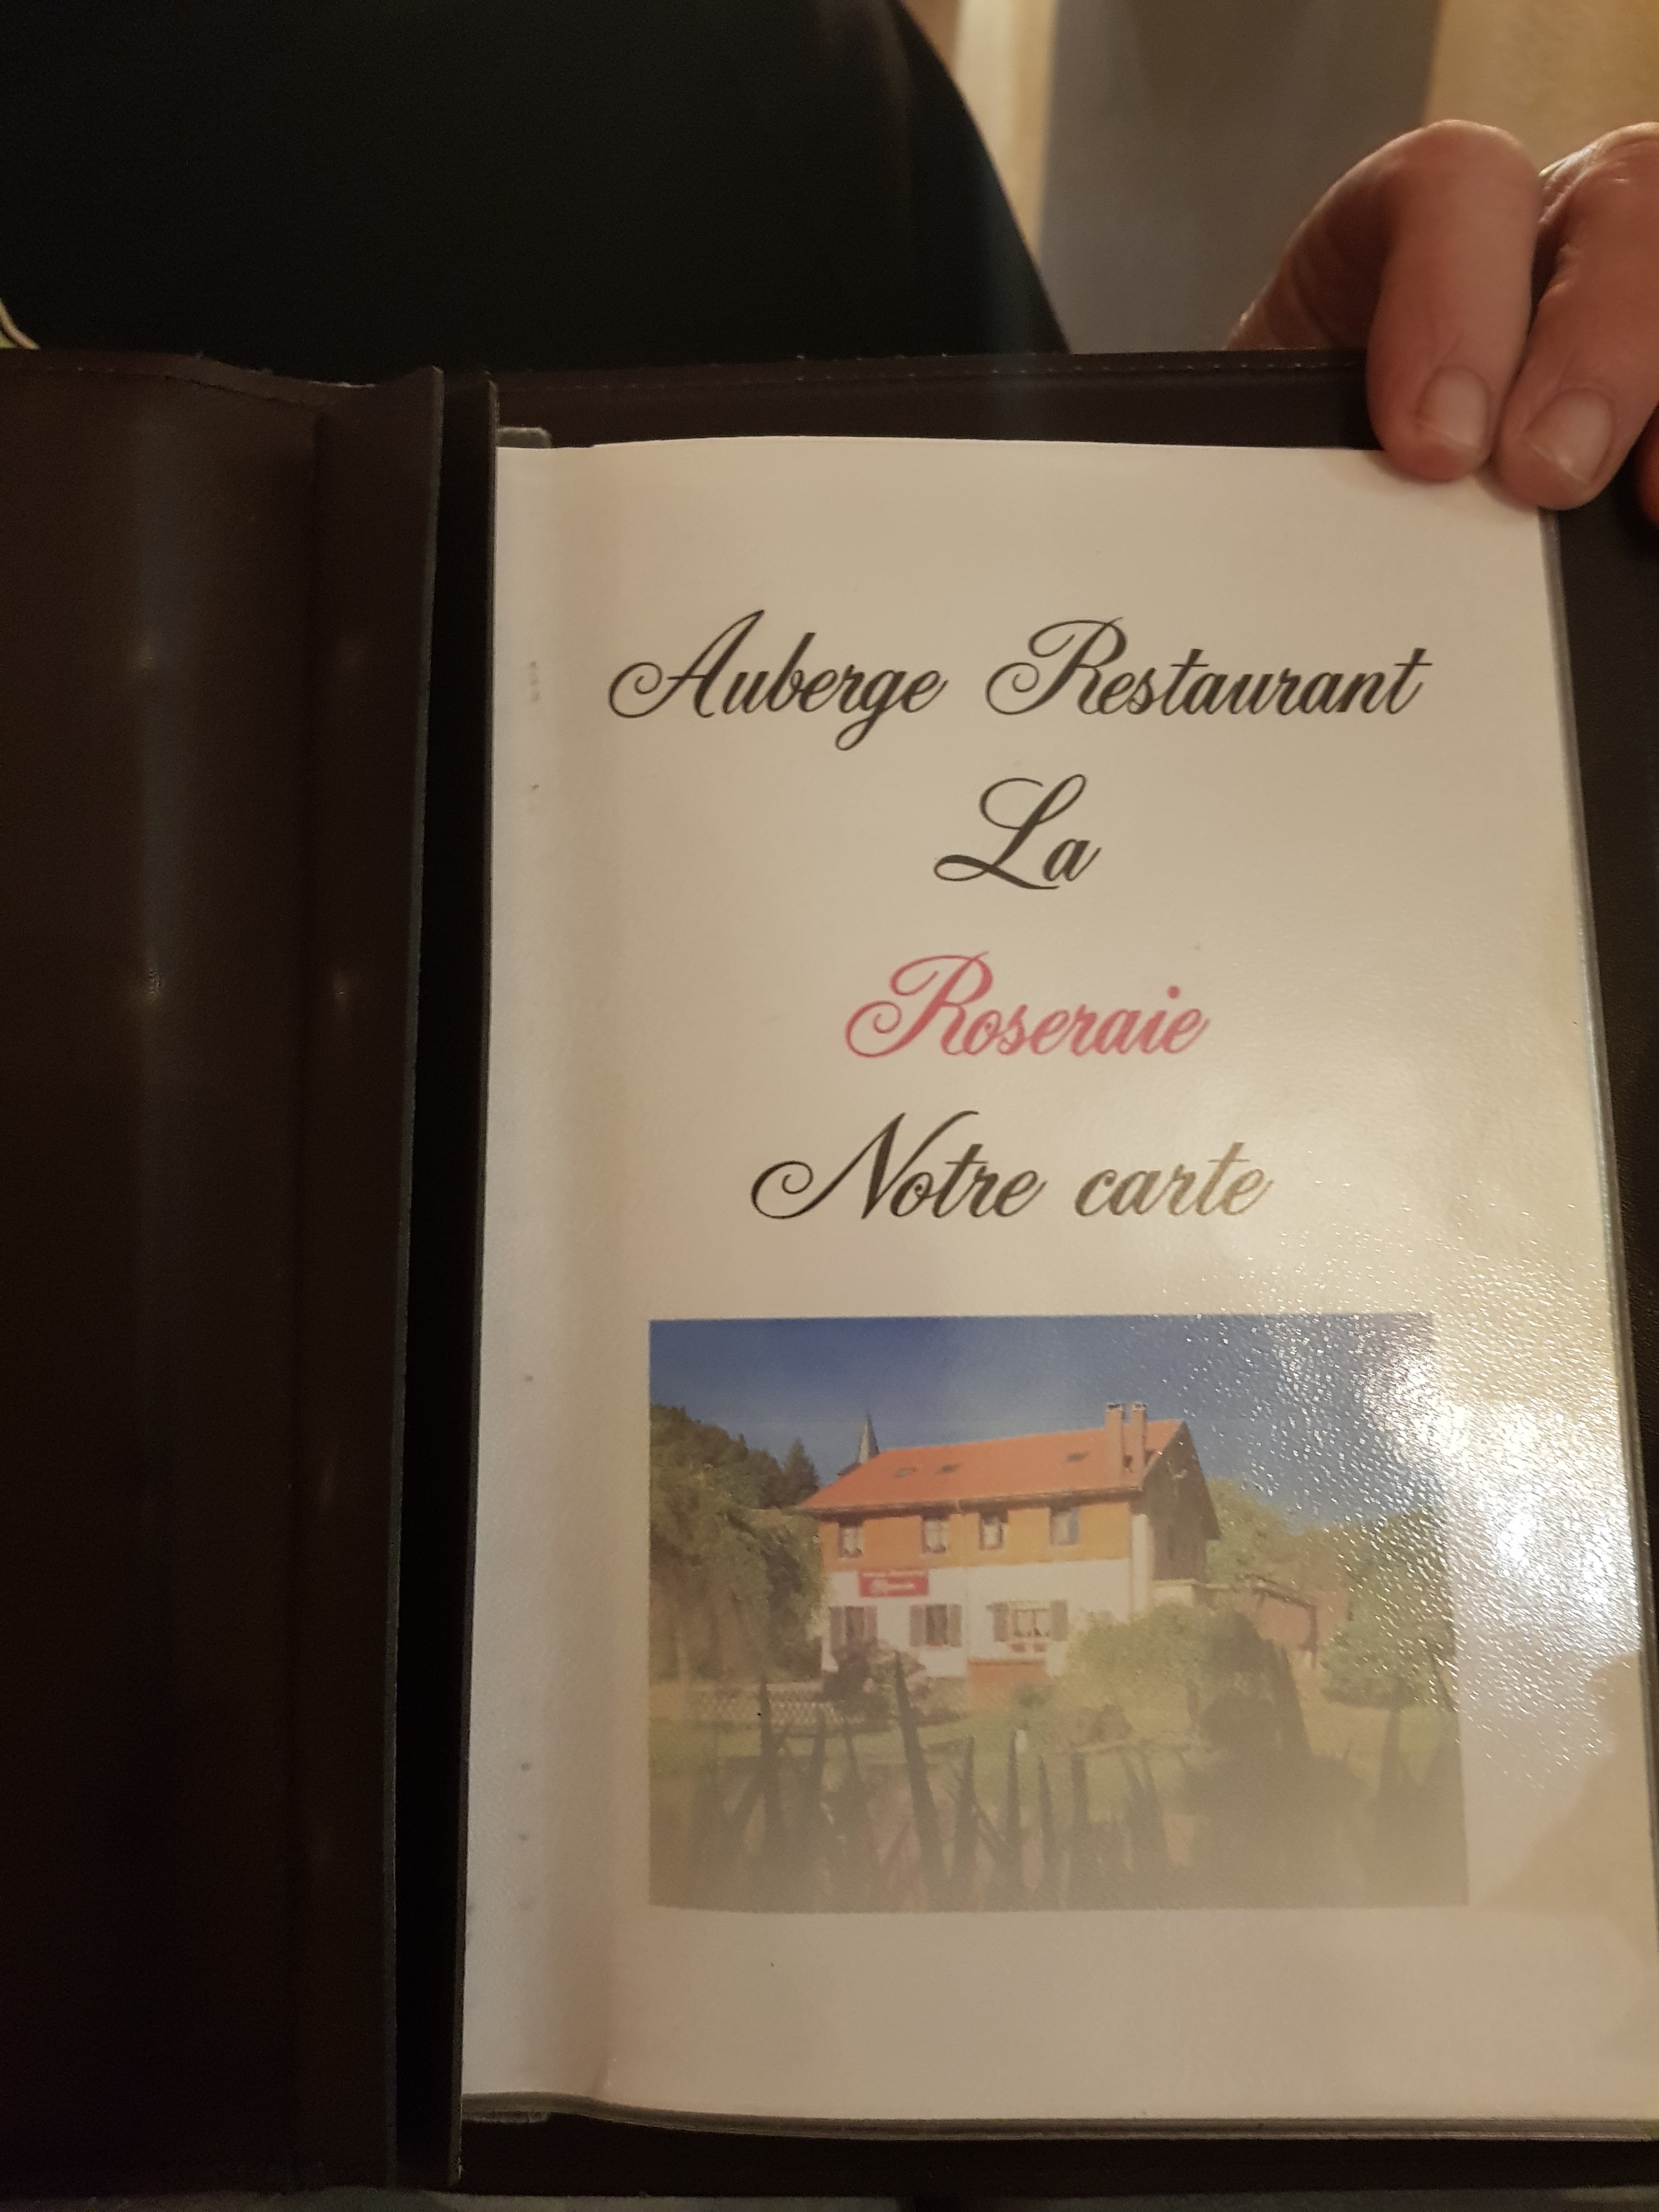 Auberge Restaurant
La
Roseraie
Notre carte